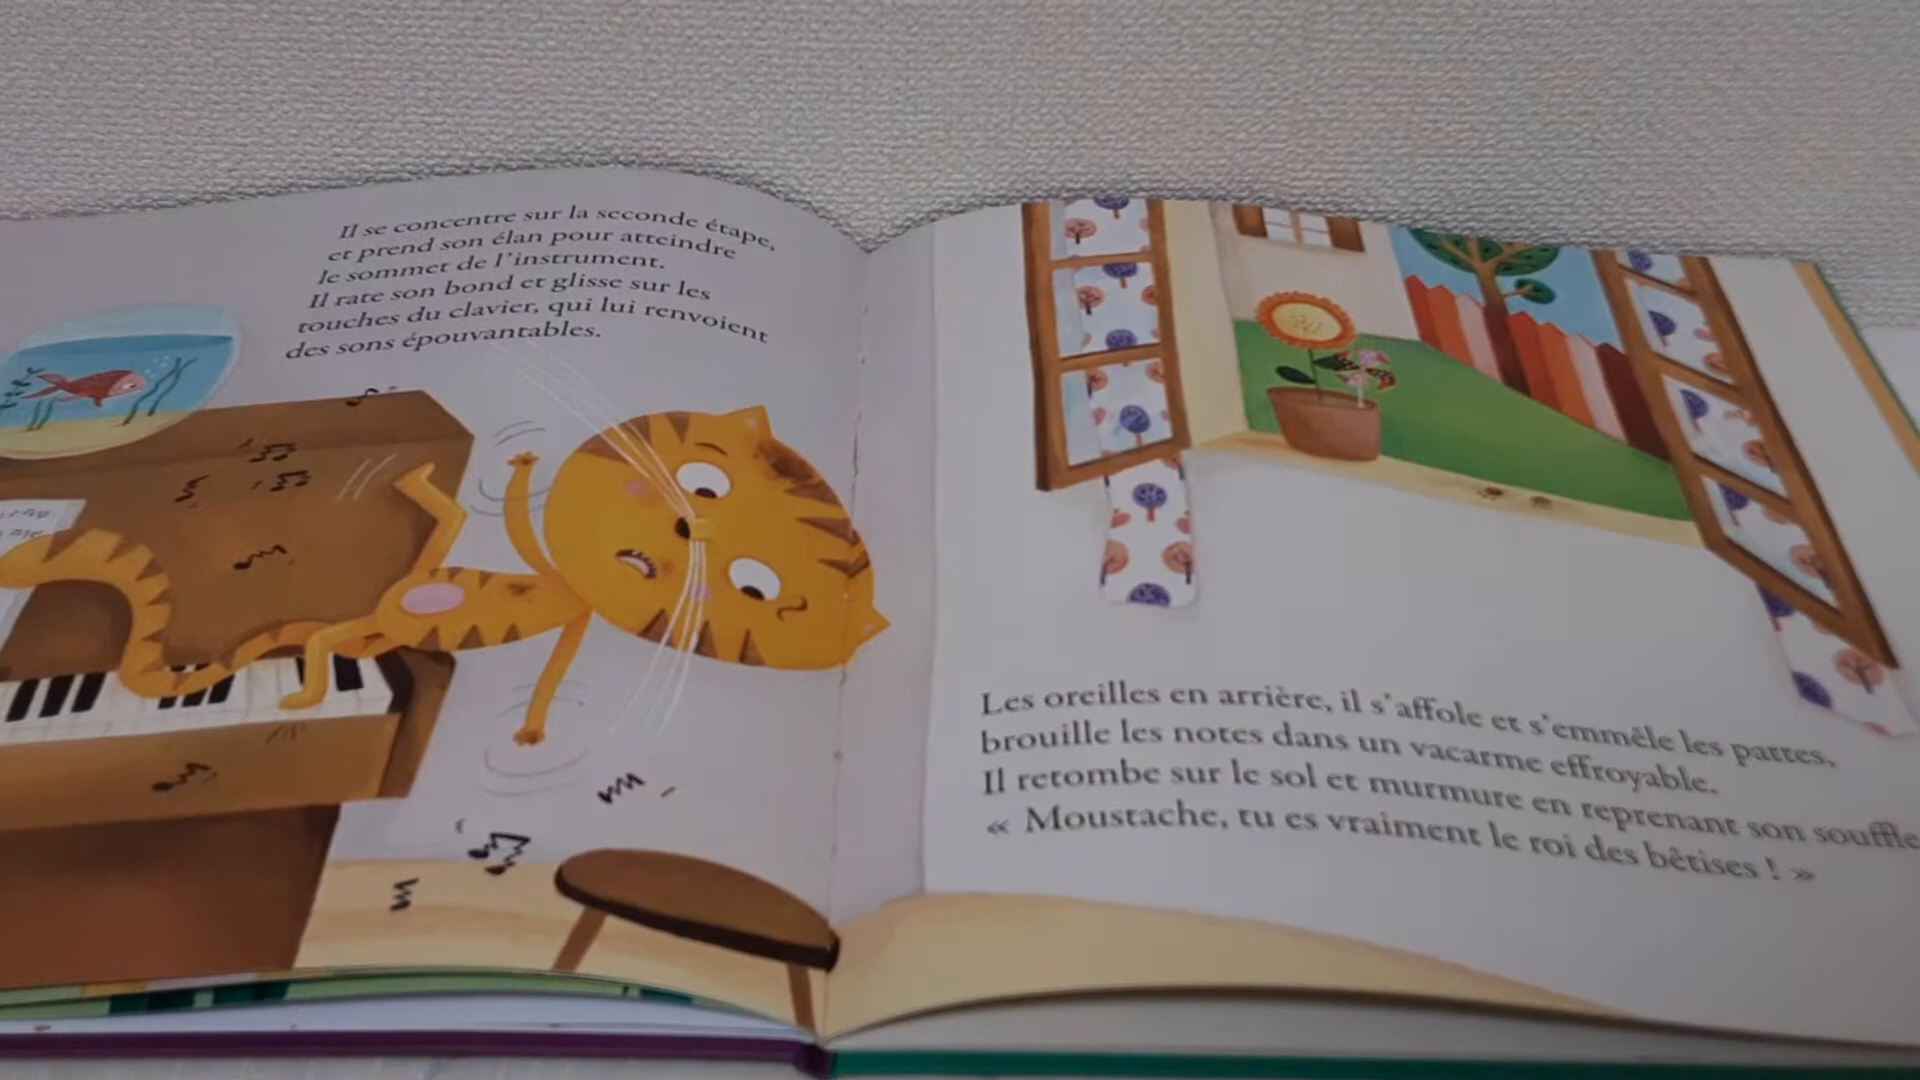 Il se concentre sur la seconde étape,
et prend son élan pour atteindre
le sommet de l'instrument.
Il rate son bond et glisse sur les
touches du clavier, qui lui renvoient
des sons épouvantables.
Les oreilles en arrière, il s'affole et s'emmêle les pattes,
brouille les notes dans un vacarme effroyable.
Il retombe sur le sol et murmure en reprenant son souffle
« Moustache, tu es vraiment le roi des bêtises ! »